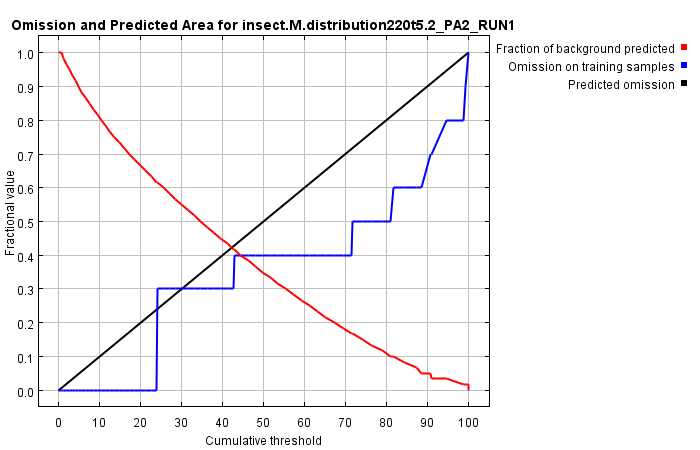 Omission and Predicted Area for insect.M.distribution220t5.2_PA2_RUN1
Fraction of background predicted
Omission on training samples
Predicted omission
1.0
0.9
0.8
0.7
0.6
0.5
0.4
0.3
0.2
0.1
0.0
Fractional value
0 10 20 30 40 50 60 70 80 90 100
Cumulative threshold